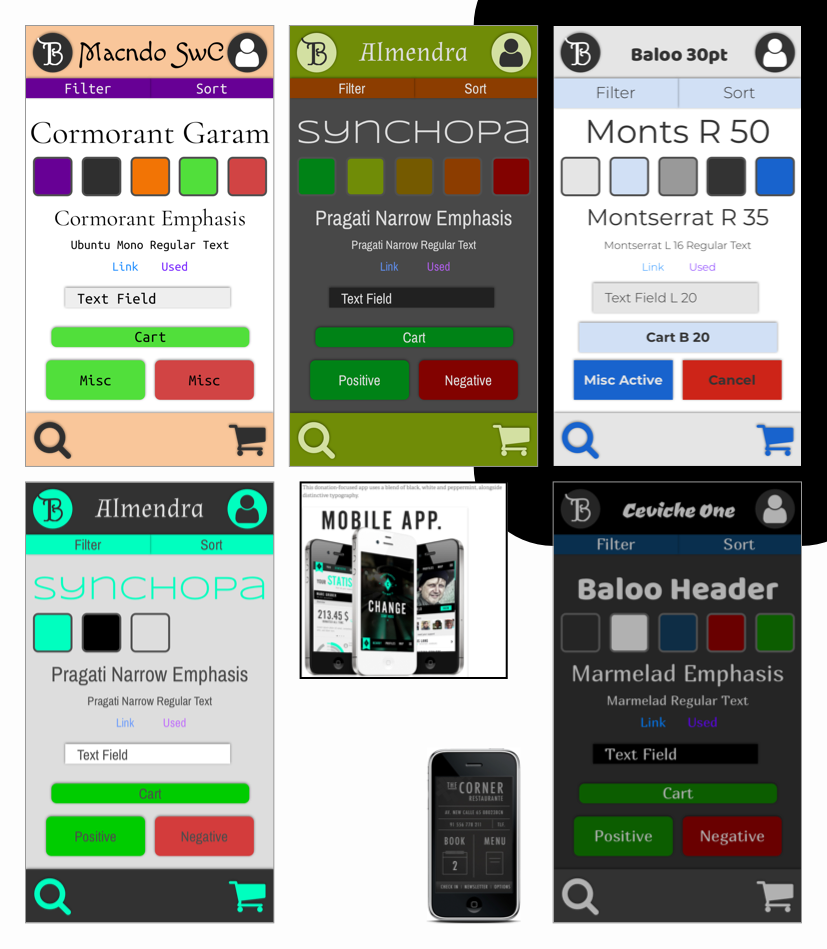 B Macndo SwC
Filter Sort
Cormorant Garam
Cormorant Emphasis
Ubuntu Mono Regular Text
Link Used
Text Field
Cart
Misc Misc
B Almendra
Filter Sort
Synchopa
Pragati Narrow Emphasis
Pragati Narrow Regular Text
Link Used
Text Field
Cart
Positive Negative
B Baloo 30pt
Filter Sort
Monts R 50
Montserrat R 35
Montserrat L 16 Regular Text
Link Used
Text Field L 20
Cart B 20
Misc Active Cancel
B Almendra
Filter Sort
Synchopa
Pragati Narrow Emphasis
Pragati Narrow Regular Text
Link Used
Text Field
Cart
Positive Negative
This donation-focused app uses a blend of black, white and peppermint, alongside
distinctive typography.
MOBILE APP.
YOUR STATIS
213.45 $
CHANGE
THE CORNER
RESTAURANTE
BOOK MENU
2
CHECK IN NEWSLETTER OPTIONS
B Ceviche One
Filter Sort
Baloo Header
Marmelad Emphasis
Marmelad Regular Text
Link Used
Text Field
Cart
Positive Negative